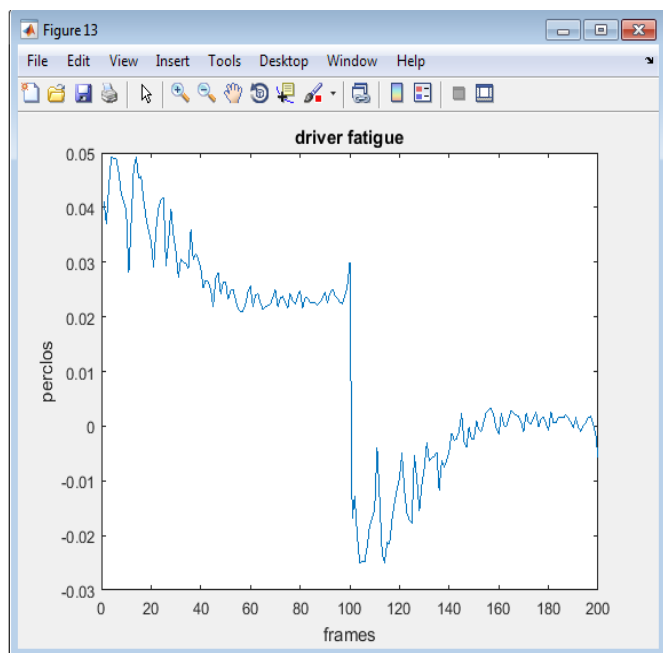 Figure 13
File Edit View Insert Tools Desktop Window Help
driver fatigue
0.05
0.04
0.03
0.02
0.01
0
-0.01
-0.02
-0.03
perclos
0 20 40 60 80 100 120 140 160 180 200
frames